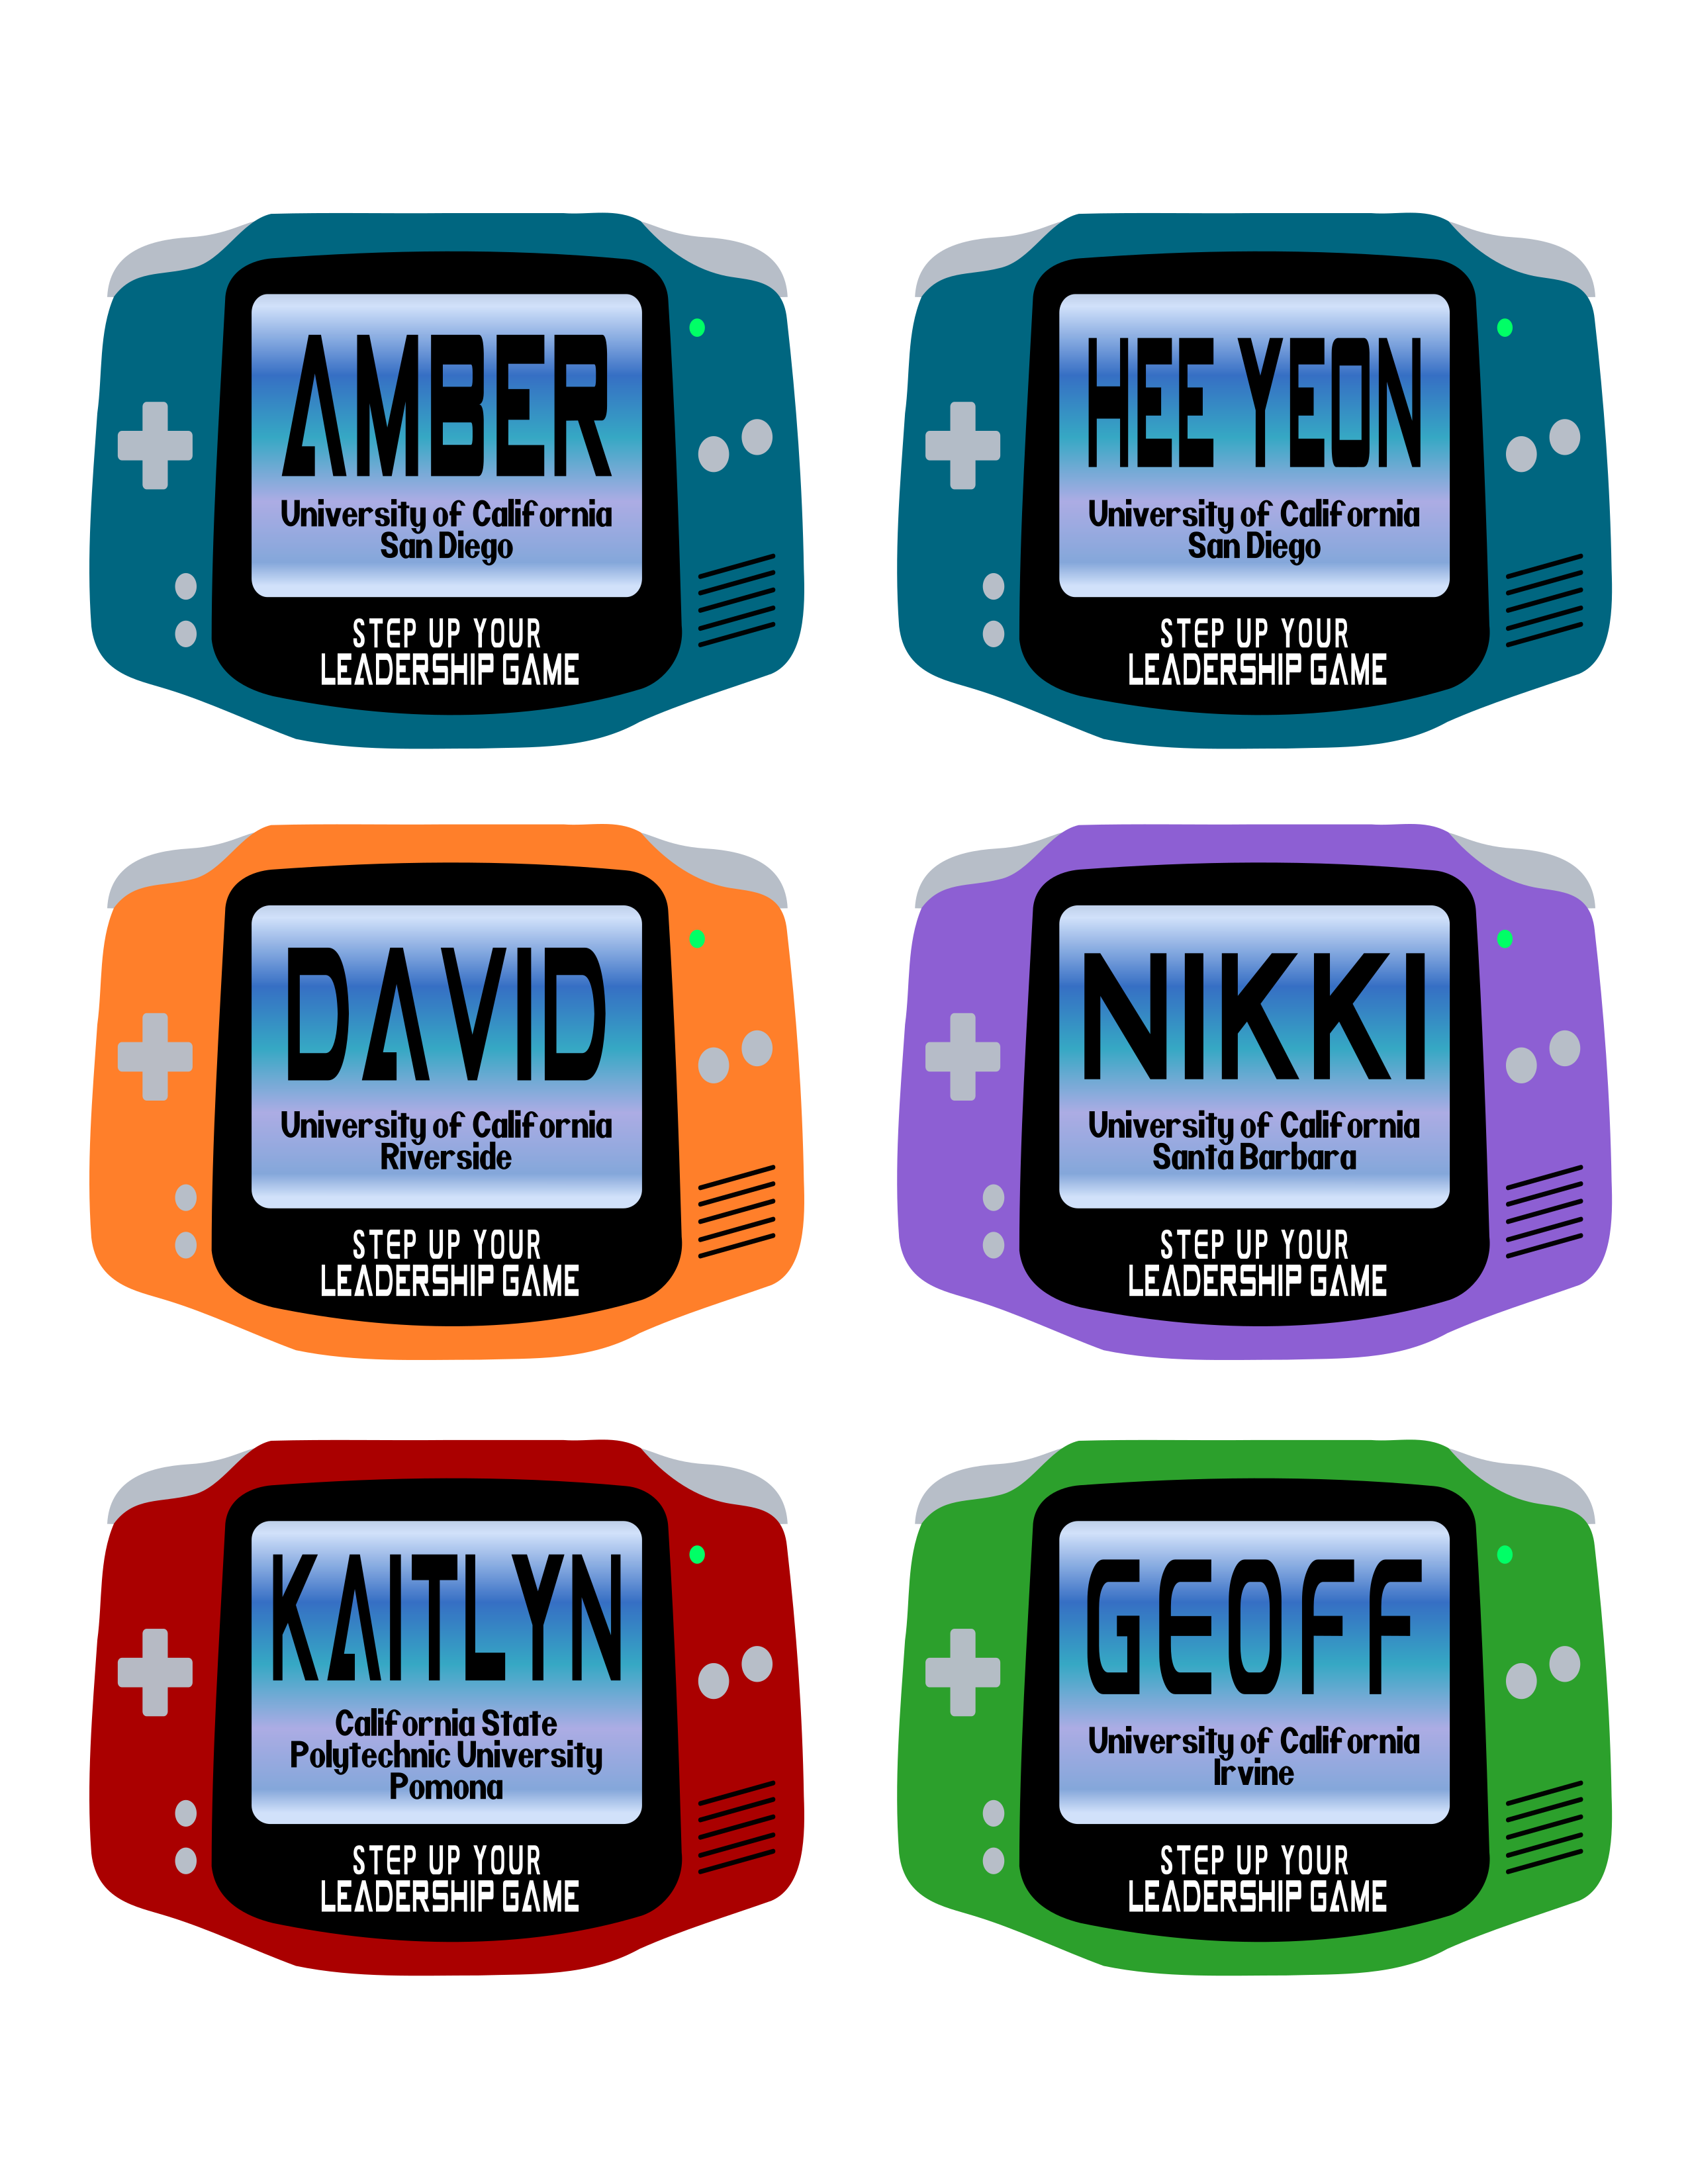 AMBER
University of California
San Diego
STEP UP YOUR
LEADERSHIP GAME
HEE YEON
University of California
San Diego
STEP UP YOUR
LEADERSHIP GAME
DAVID
University of California
Riverside
STEP UP YOUR
LEADERSHIP GAME
NIKKI
University of California
Santa Barbara
STEP UP YOUR
LEADERSHIP GAME
KAITLYN
California State
Polytechnic University
Pomona
STEP UP YOUR
LEADERSHIP GAME
GEOFF
University of California
Irvine
STEP UP YOUR
LEADERSHIP GAME